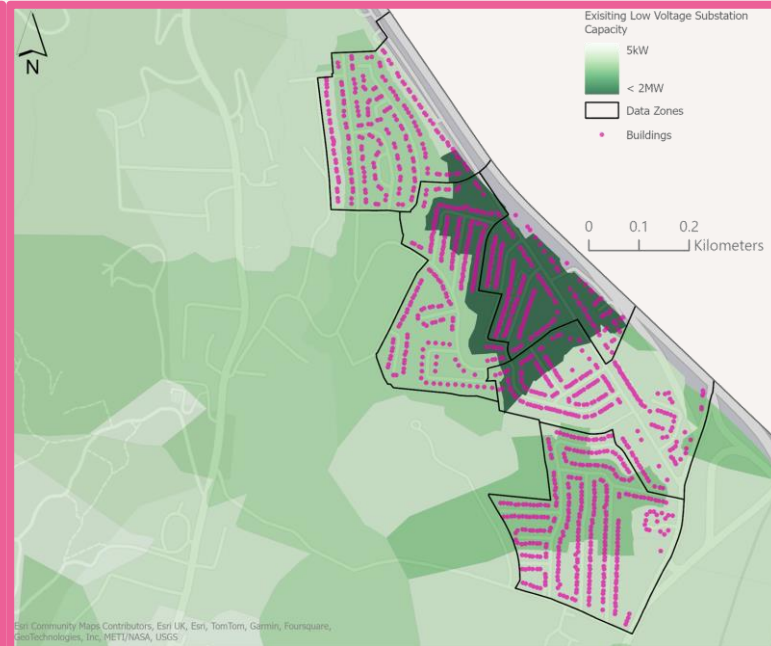 Exisiting Low Voltage Substation
Capacity
5kW
< 2MW
Data Zones
Buildings
N
0 0.1 0.2
Kilometers
Esri Community Maps Contributors, Esri UK, Esri, TomTom, Garmin, Foursquare,
GeoTechnologies, Inc, METI/NASA, USGS